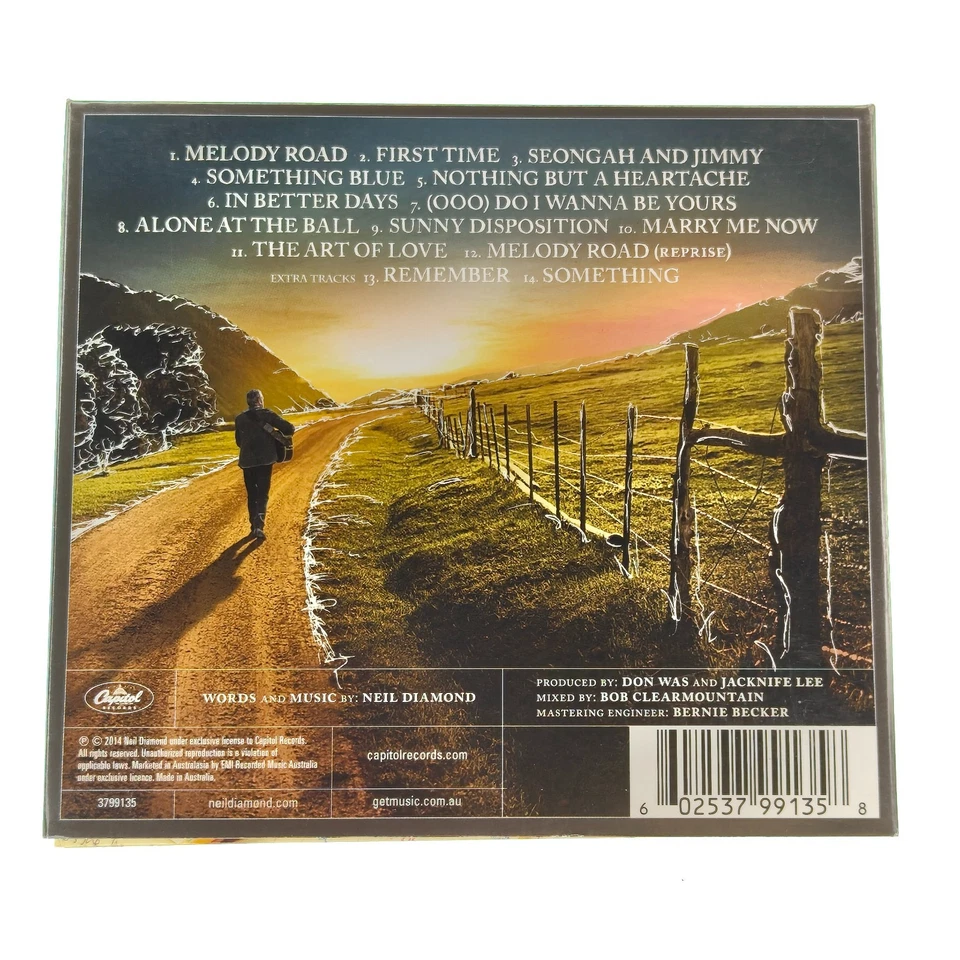 1. MELODY ROAD 2. FIRST TIME 3. SEONGAH AND JIMMY
4. SOMETHING BLUE 5. NOTHING BUT A HEARTACHE
6. IN BETTER DAYS 7. (OOO) DO I WANNA BE YOURS
8. ALONE AT THE BALL 9. SUNNY DISPOSITION 10. MARRY ME NOW
11. THE ART OF LOVE 12. MELODY ROAD (REPRISE)
EXTRA TRACKS 13. REMEMBER 14. SOMETHING
Capitol
RECORDS
WORDS AND MUSIC BY: NEIL DIAMOND
PRODUCED BY: DON WAS AND JACKNIFE LEE
MIXED BY: BOB CLEARMOUNTAIN
MASTERING ENGINEER: BERNIE BECKER
℗ © 2014 Neil Diamond under exclusive license to Capitol Records.
All rights reserved. Unauthorized reproduction is a violation of
applicable laws. Marketed in Australasia by EMI Recorded Music Australia
under exclusive licence. Made in Australia.
capitolrecords.com
3799135
neildiamond.com
getmusic.com.au
6 02537 99135 8